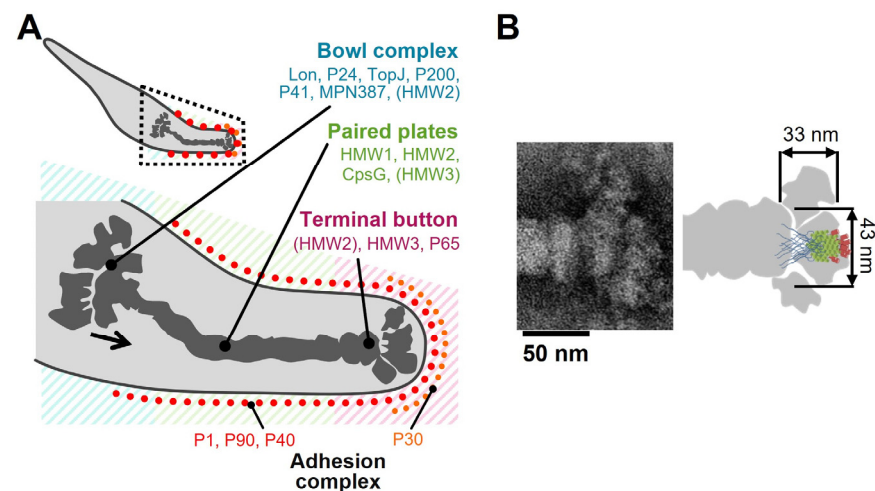 A
Bowl complex
Lon, P24, TopJ, P200,
P41, MPN387, (HMW2)
Paired plates
HMW1, HMW2,
CpsG, (HMW3)
Terminal button
(HMW2), HMW3, P65
P1, P90, P40
P30
Adhesion
complex
B
33 nm
43 nm
50 nm